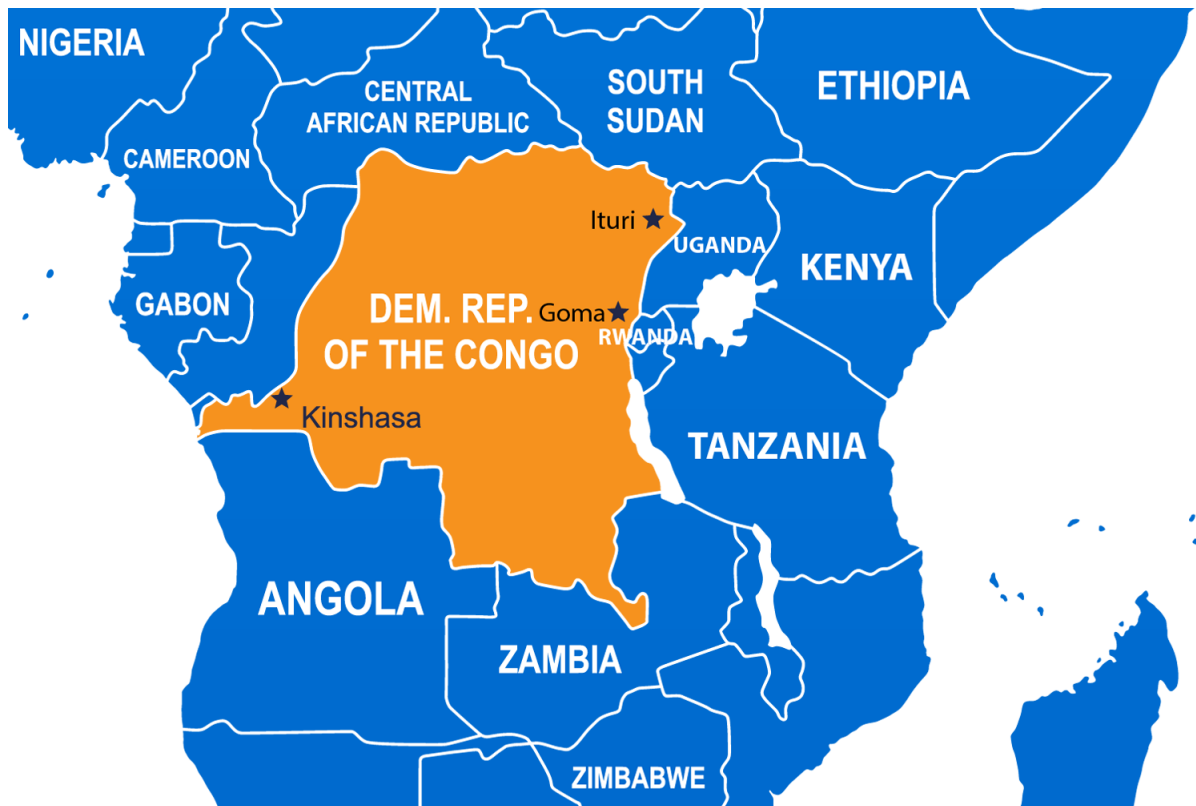 NIGERIA
CENTRAL
AFRICAN REPUBLIC
SOUTH
SUDAN
ETHIOPIA
CAMEROON
Ituri
UGANDA
KENYA
GABON
DEM. REP.
OF THE CONGO
Goma
RWANDA
Kinshasa
TANZANIA
ANGOLA
ZAMBIA
ZIMBABWE